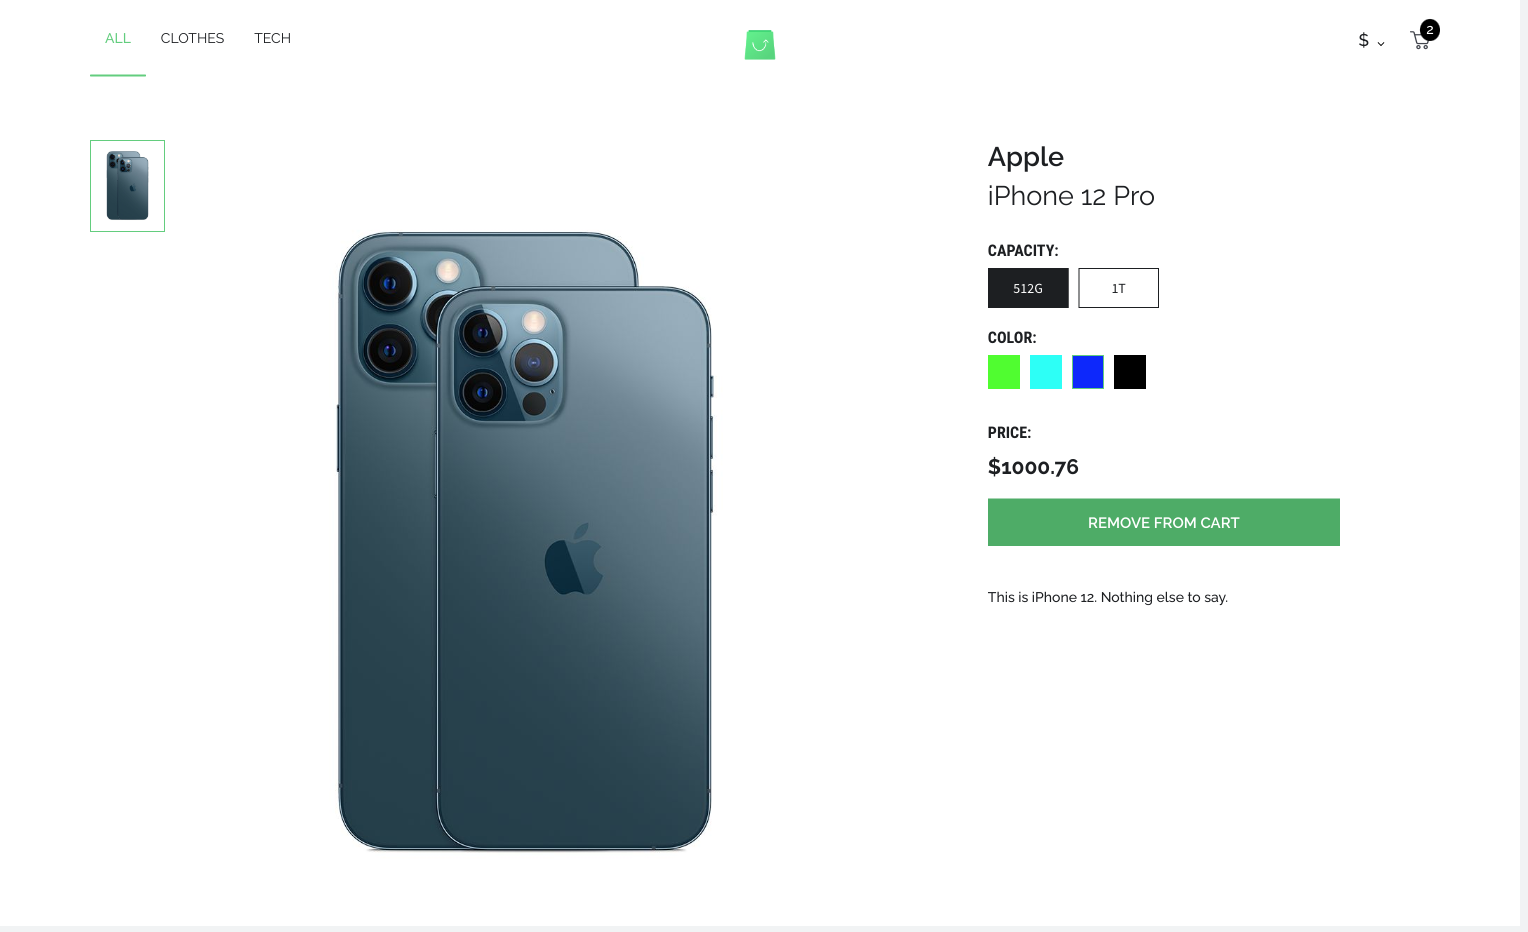 ALL CLOTHES TECH
$ 2
Apple
iPhone 12 Pro
CAPACITY:
512G 1T
COLOR:
PRICE:
$1000.76
REMOVE FROM CART
This is iPhone 12. Nothing else to say.